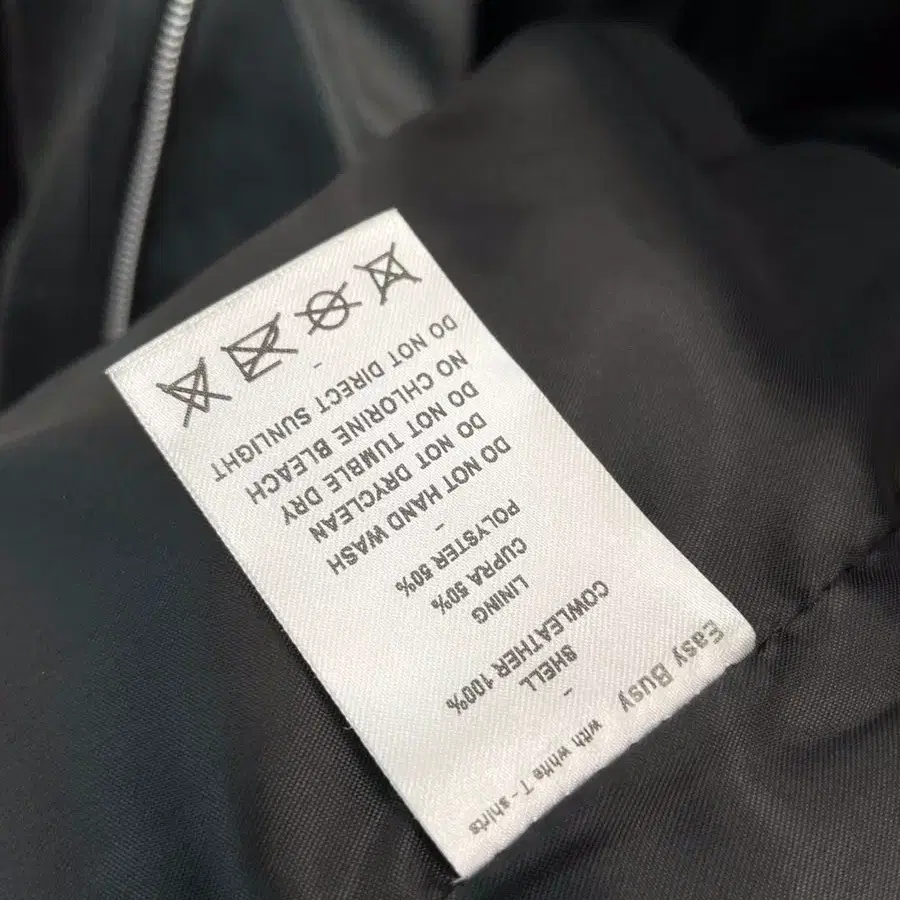 Easy Busy with white T-shirts
-
SHELL
COWLEATHER 100%
LINING
CUPRA 50%
POLYSTER 50%
-
DO NOT HAND WASH
DO NOT DRYCLEAN
DO NOT TUMBLE DRY
NO CHLORINE BLEACH
DO NOT DIRECT SUNLIGHT
-